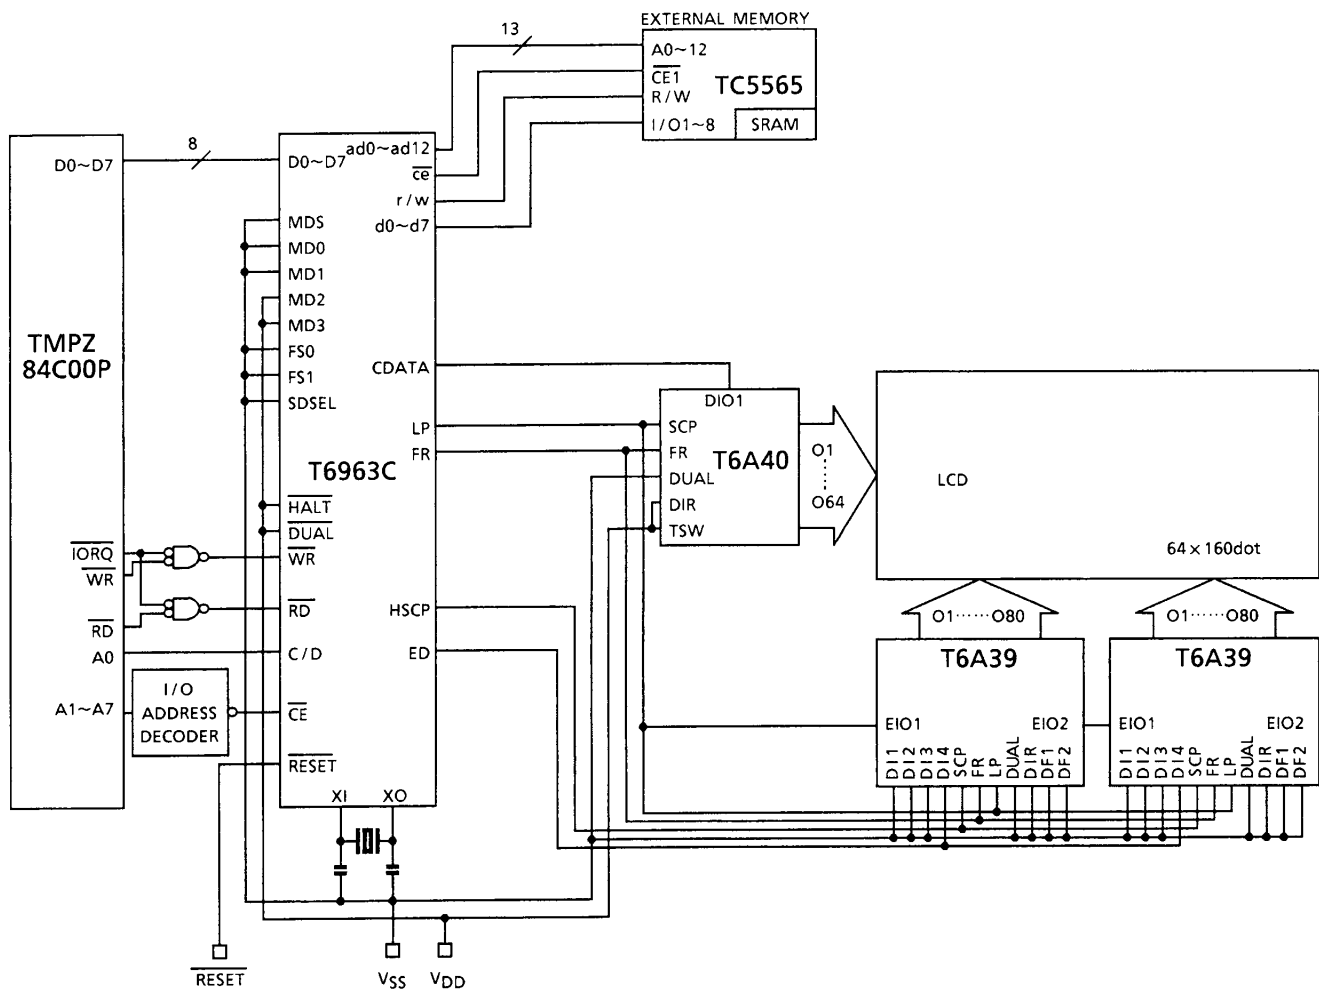 EXTERNAL MEMORY
13
A0~12
CE1
R/W
I/O1~8
TC5565
SRAM
TMPZ
84C00P
D0~D7
IORQ
WR
RD
A0
A1~A7
8
I/O
ADDRESS
DECODER
T6963C
D0~D7
MDS
MD0
MD1
MD2
MD3
FS0
FS1
SDSEL
HALT
DUAL
WR
RD
C/D
CE
RESET
ad0~ad12
ce
r/w
d0~d7
CDATA
LP
FR
HSCP
ED
XI
XO
DIO1
SCP
FR
DUAL
DIR
TSW
T6A40
O1
O64
LCD
64×160dot
O1······O80
O1······O80
T6A39
EIO1
EIO2
DI1
DI2
DI3
DI4
SCP
FR
LP
DUAL
DIR
DF1
DF2
T6A39
EIO1
EIO2
DI1
DI2
DI3
DI4
SCP
FR
LP
DUAL
DIR
DF1
DF2
RESET
VSS
VDD